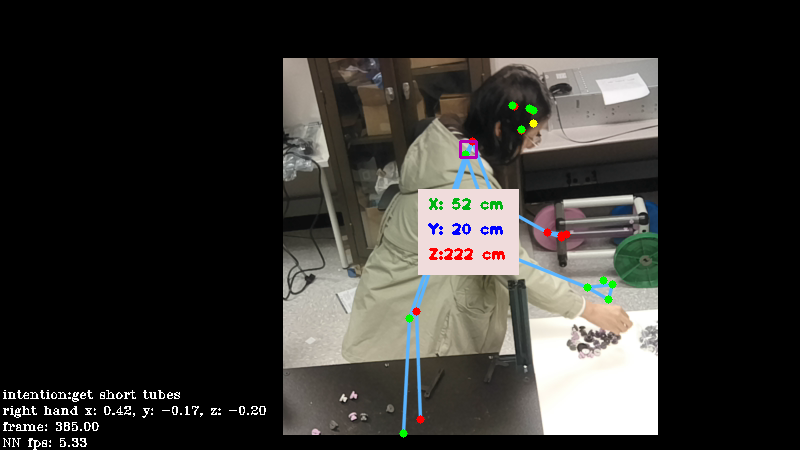 X: 52 cm
Y: 20 cm
Z:222 cm
intention:get short tubes
right hand x: 0.42, y: -0.17, z: -0.20
frame: 385.00
NN fps: 5.33